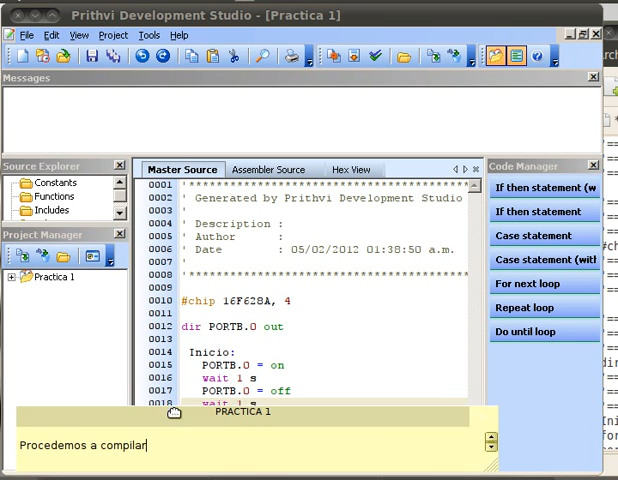 Prithvi Development Studio - [Practica 1]
File Edit View Project Tools Help
Messages
Source Explorer
Constants
Functions
Includes
Project Manager
Practica 1
Master Source Assembler Source Hex View
0001 '*****************************************
0002 ' Generated by Prithvi Development Studio
0003 '
0004 ' Description :
0005 ' Author :
0006 ' Date : 05/02/2012 01:38:50 a.m.
0007 '
0008 '*****************************************
0009
0010 #chip 16F628A, 4
0011
0012 dir PORTB.0 out
0013
0014 Inicio:
0015 PORTB.0 = on
0016 wait 1 s
0017 PORTB.0 = off
0018 wait 1 s
Code Manager
If then statement (w
If then statement
Case statement
Case statement (with
For next loop
Repeat loop
Do until loop
PRACTICA 1
Procedemos a compilar